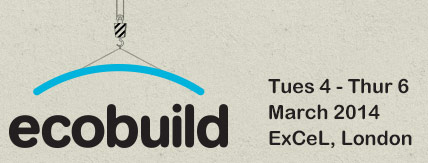 ecobuild
Tues 4 - Thur 6
March 2014
ExCeL, London